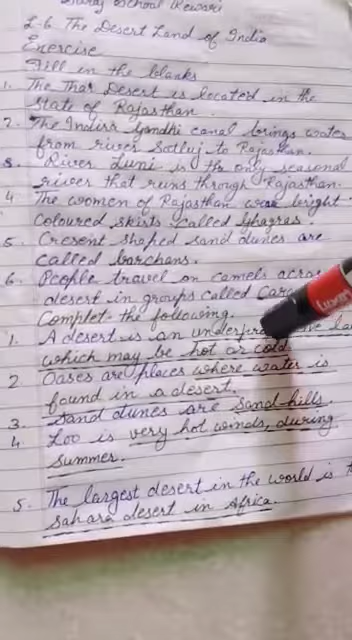 School Rewari
L-6. The Desert Land of India
Exercise
Fill in the blanks
1. The Thar Desert is located in the
state of Rajasthan.
2. The Indira Gandhi canal brings water
from river Satluj to Rajasthan.
3. River Luni is the only seasonal
river that runs through Rajasthan.
4 The women of Rajasthan wear bright
coloured skirts called Ghagras.
5. Cresent shaped sand dunes are
called barchans.
6. People travel on camels
desert in groups called
Complet the following.
1. A desert is an
which may be hot or cold.
2 Oases are places where water is
found in a desert.
3. Sand dunes are Sand hills.
4. Loo is very hot winds, during
summer.
5. The largest desert in the world is
sahara desert in Africa.
Luxor